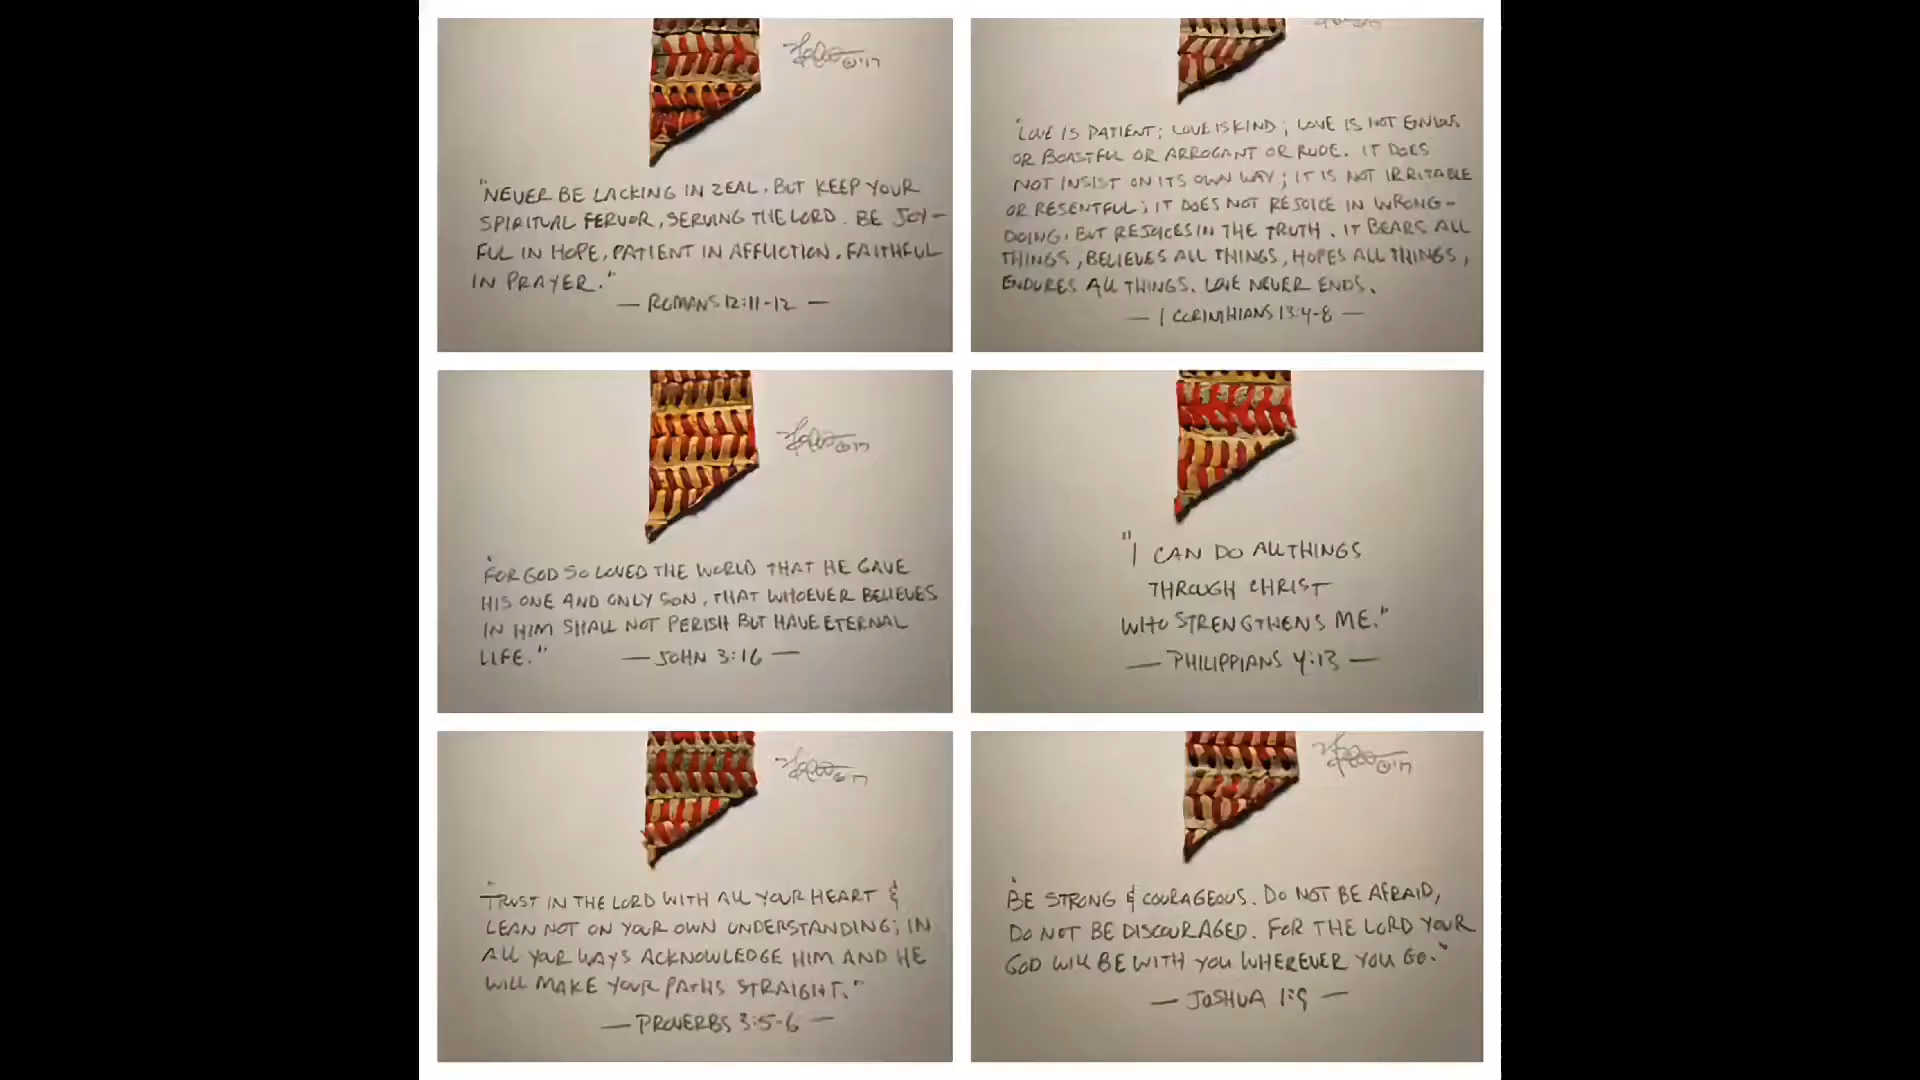 ©'17
"NEVER BE LACKING IN ZEAL, BUT KEEP YOUR
SPIRITUAL FERVOR, SERVING THE LORD. BE JOY-
FUL IN HOPE, PATIENT IN AFFLICTION, FAITHFUL
IN PRAYER."
— ROMANS 12:11-12 —
"LOVE IS PATIENT; LOVE IS KIND; LOVE IS NOT ENVIOUS
OR BOASTFUL OR ARROGANT OR RUDE. IT DOES
NOT INSIST ON ITS OWN WAY; IT IS NOT IRRITABLE
OR RESENTFUL; IT DOES NOT REJOICE IN WRONG-
DOING, BUT REJOICES IN THE TRUTH. IT BEARS ALL
THINGS, BELIEVES ALL THINGS, HOPES ALL THINGS,
ENDURES ALL THINGS. LOVE NEVER ENDS.
— 1 CORINTHIANS 13:4-8 —
©'17
"FOR GOD SO LOVED THE WORLD THAT HE GAVE
HIS ONE AND ONLY SON, THAT WHOEVER BELIEVES
IN HIM SHALL NOT PERISH BUT HAVE ETERNAL
LIFE." — JOHN 3:16 —
"I CAN DO ALL THINGS
THROUGH CHRIST
WHO STRENGTHENS ME."
— PHILIPPIANS 4:13 —
©'17
"TRUST IN THE LORD WITH ALL YOUR HEART &
LEAN NOT ON YOUR OWN UNDERSTANDING; IN
ALL YOUR WAYS ACKNOWLEDGE HIM AND HE
WILL MAKE YOUR PATHS STRAIGHT."
— PROVERBS 3:5-6 —
©'17
"BE STRONG & COURAGEOUS. DO NOT BE AFRAID,
DO NOT BE DISCOURAGED. FOR THE LORD YOUR
GOD WILL BE WITH YOU WHEREVER YOU GO."
— JOSHUA 1:9 —